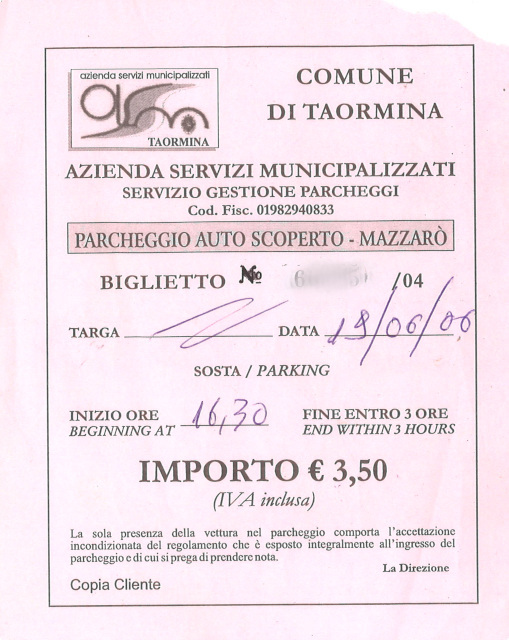 azienda servizi municipalizzati
asm
TAORMINA
COMUNE
DI TAORMINA
AZIENDA SERVIZI MUNICIPALIZZATI
SERVIZIO GESTIONE PARCHEGGI
Cod. Fisc. 01982940833
PARCHEGGIO AUTO SCOPERTO - MAZZARÒ
BIGLIETTO No /04
TARGA DATA 19/06/06
SOSTA / PARKING
INIZIO ORE 16,30 FINE ENTRO 3 ORE
BEGINNING AT END WITHIN 3 HOURS
IMPORTO € 3,50
(IVA inclusa)
La sola presenza della vettura nel parcheggio comporta l'accettazione
incondizionata del regolamento che è esposto integralmente all'ingresso del
parcheggio e di cui si prega di prendere nota.
La Direzione
Copia Cliente